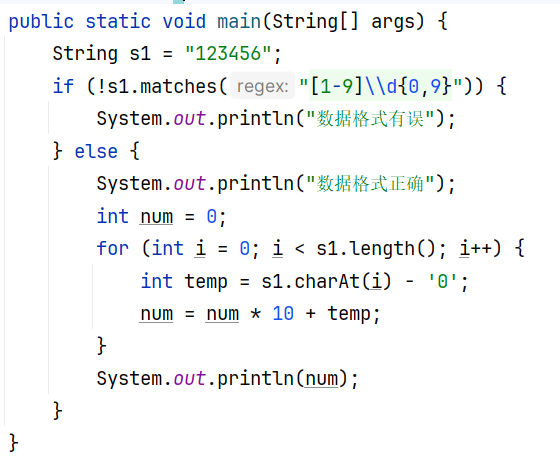 public static void main(String[] args) {
    String s1 = "123456";
    if (!s1.matches( regex: "[1-9]\\d{0,9}")) {
        System.out.println("数据格式有误");
    } else {
        System.out.println("数据格式正确");
        int num = 0;
        for (int i = 0; i < s1.length(); i++) {
            int temp = s1.charAt(i) - '0';
            num = num * 10 + temp;
        }
        System.out.println(num);
    }
}